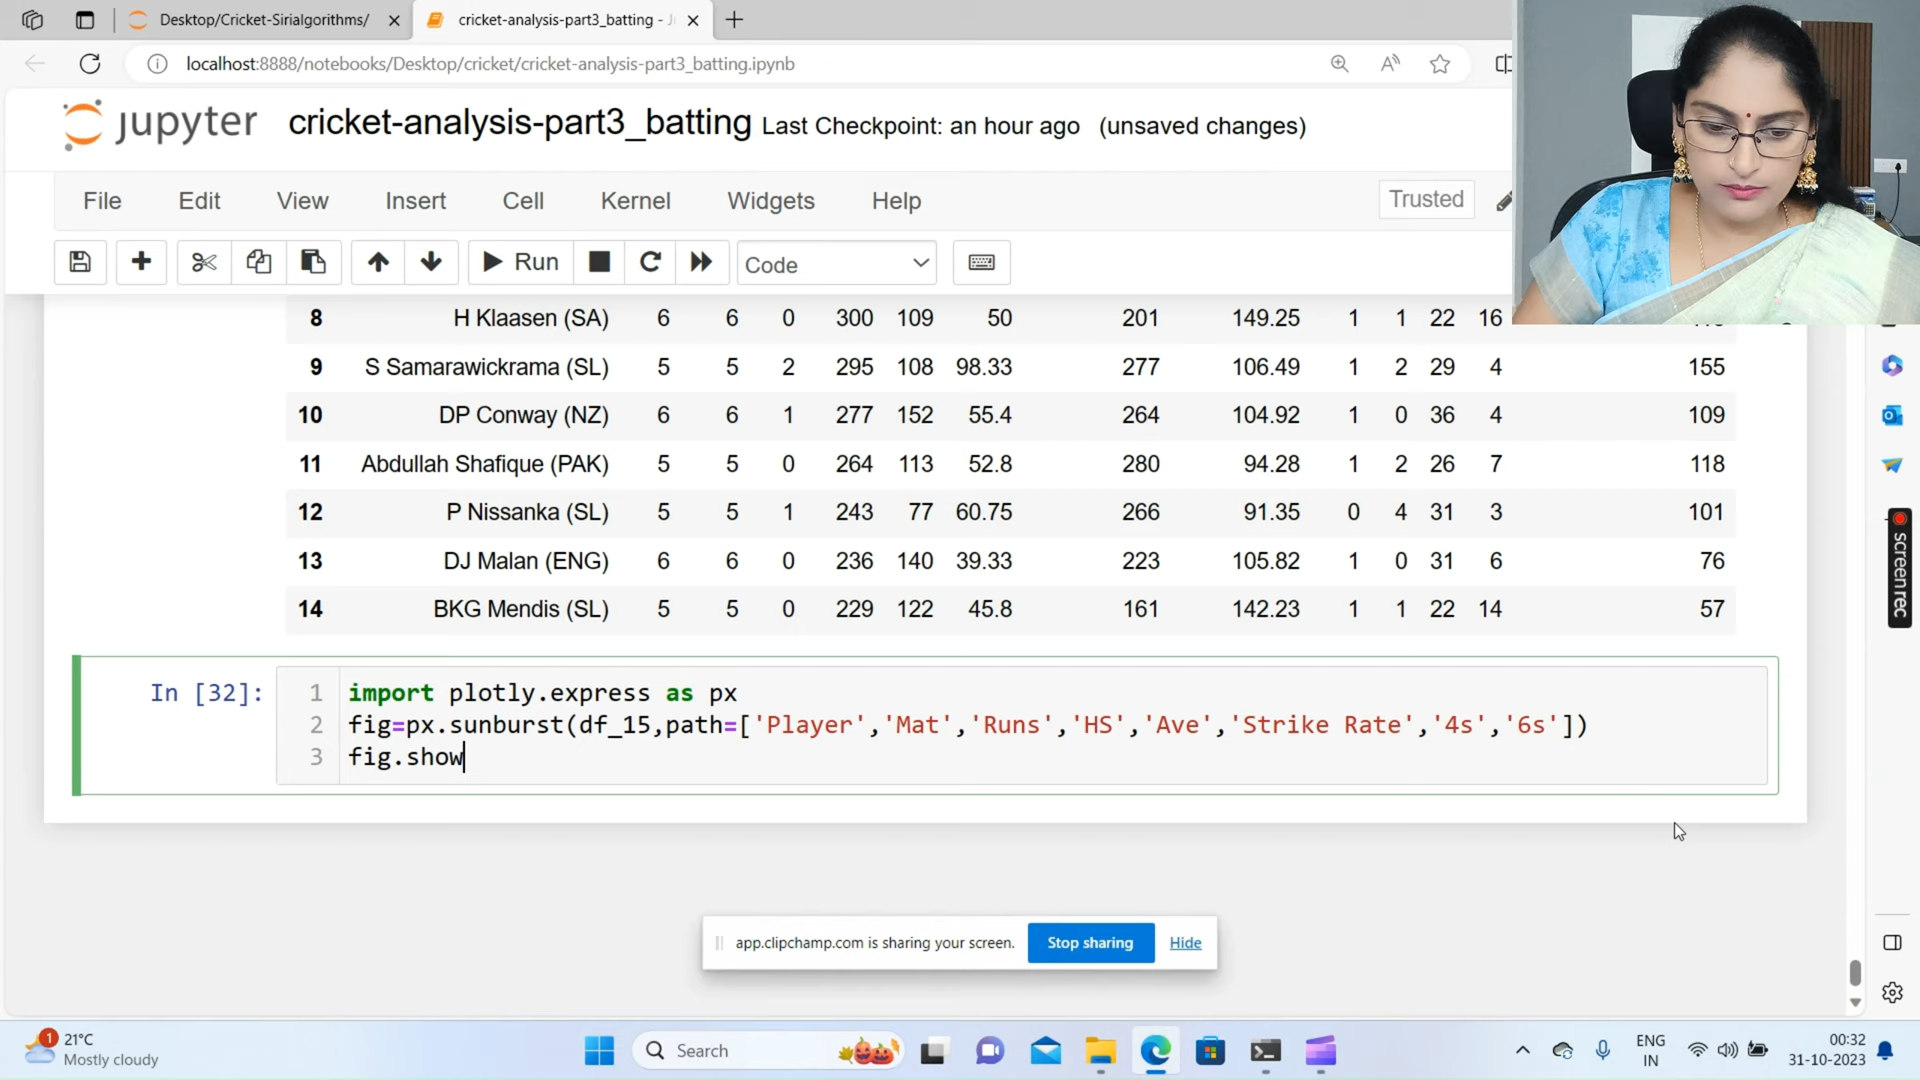 Desktop/Cricket-Sirialgorithms/
cricket-analysis-part3_batting - J
localhost:8888/notebooks/Desktop/cricket/cricket-analysis-part3_batting.ipynb
jupyter cricket-analysis-part3_batting Last Checkpoint: an hour ago (unsaved changes)
File Edit View Insert Cell Kernel Widgets Help Trusted
Run Code
8 H Klaasen (SA) 6 6 0 300 109 50 201 149.25 1 1 22 16
9 S Samarawickrama (SL) 5 5 2 295 108 98.33 277 106.49 1 2 29 4 155
10 DP Conway (NZ) 6 6 1 277 152 55.4 264 104.92 1 0 36 4 109
11 Abdullah Shafique (PAK) 5 5 0 264 113 52.8 280 94.28 1 2 26 7 118
12 P Nissanka (SL) 5 5 1 243 77 60.75 266 91.35 0 4 31 3 101
13 DJ Malan (ENG) 6 6 0 236 140 39.33 223 105.82 1 0 31 6 76
14 BKG Mendis (SL) 5 5 0 229 122 45.8 161 142.23 1 1 22 14 57
screen rec
In [32]:
1 import plotly.express as px
2 fig=px.sunburst(df_15,path=['Player','Mat','Runs','HS','Ave','Strike Rate','4s','6s'])
3 fig.show
app.clipchamp.com is sharing your screen. Stop sharing Hide
1
21°C
Mostly cloudy
Search
ENG
IN
00:32
31-10-2023